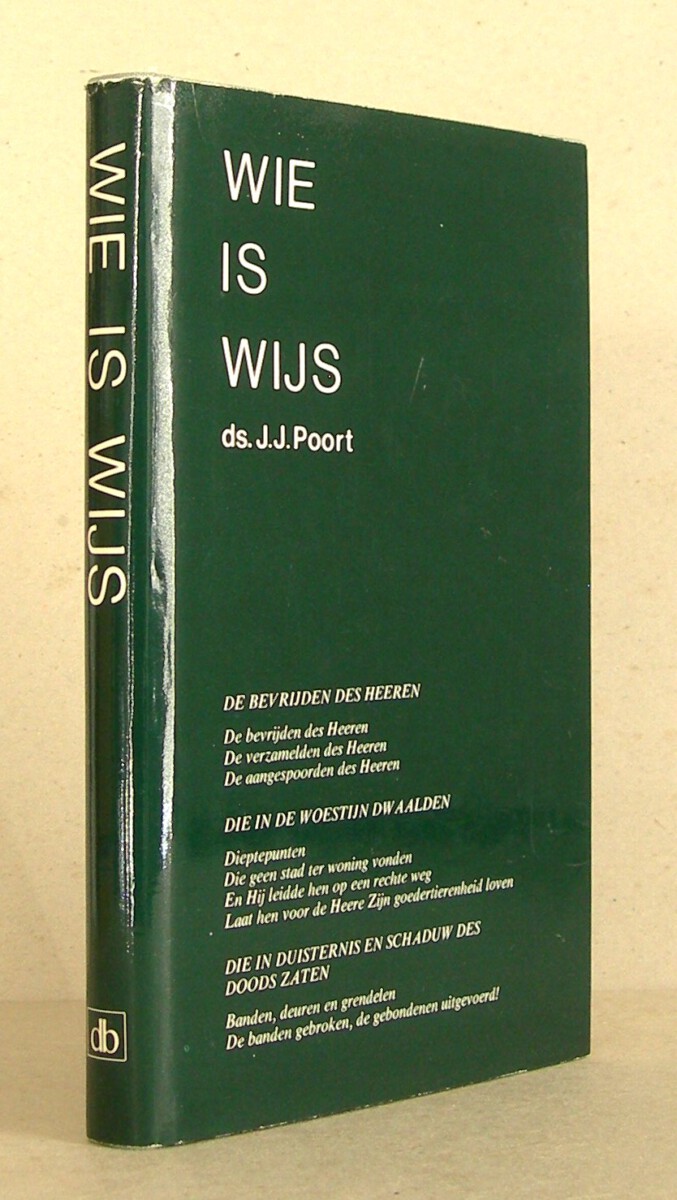 WIE IS WIJS
db
WIE
IS
WIJS
ds. J.J. Poort
DE BEVRIJDEN DES HEEREN
De bevrijden des Heeren
De verzamelden des Heeren
De aangespoorden des Heeren
DIE IN DE WOESTIJN DWAALDEN
Dieptepunten
Die geen stad ter woning vonden
En Hij leidde hen op een rechte weg
Laat hen voor de Heere Zijn goedertierenheid loven
DIE IN DUISTERNIS EN SCHADUW DES
DOODS ZATEN
Banden, deuren en grendelen
De banden gebroken, de gebondenen uitgevoerd!